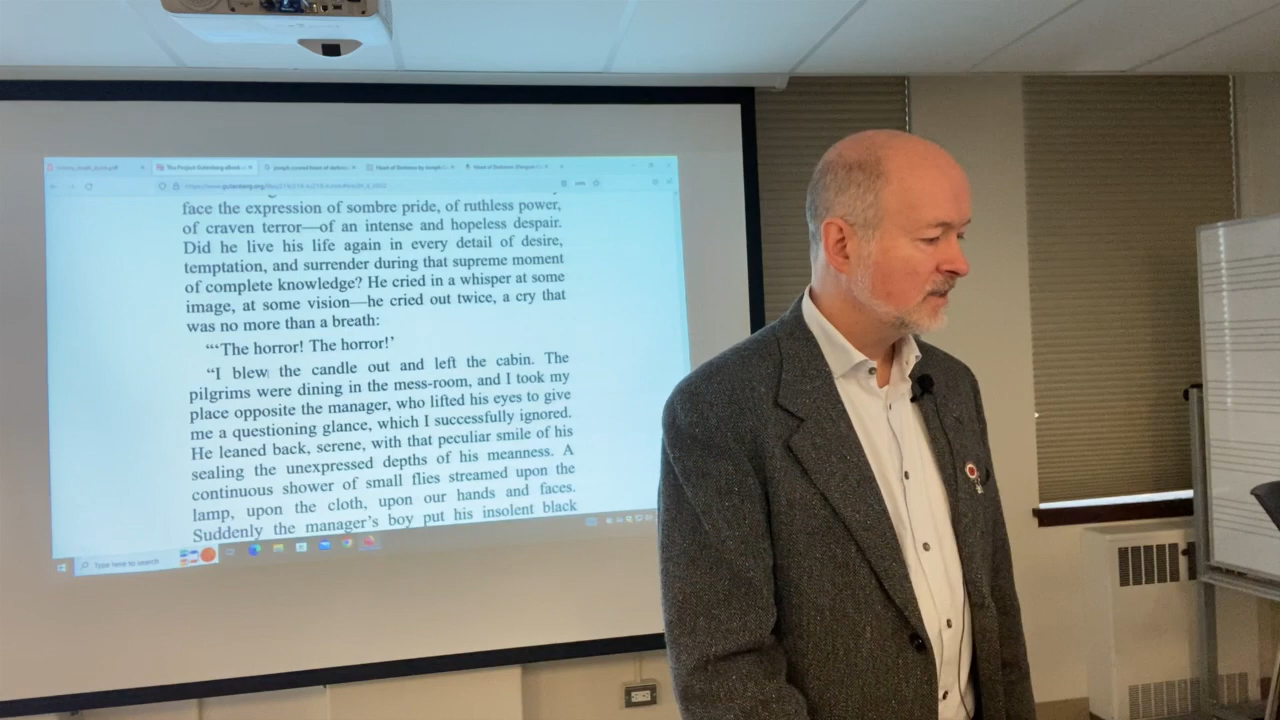 The Project Gutenberg eBook
face the expression of sombre pride, of ruthless power,
of craven terror—of an intense and hopeless despair.
Did he live his life again in every detail of desire,
temptation, and surrender during that supreme moment
of complete knowledge? He cried in a whisper at some
image, at some vision—he cried out twice, a cry that
was no more than a breath:
“‘The horror! The horror!’
“I blew the candle out and left the cabin. The
pilgrims were dining in the mess-room, and I took my
place opposite the manager, who lifted his eyes to give
me a questioning glance, which I successfully ignored.
He leaned back, serene, with that peculiar smile of his
sealing the unexpressed depths of his meanness. A
continuous shower of small flies streamed upon the
lamp, upon the cloth, upon our hands and faces.
Suddenly the manager’s boy put his insolent black
Type here to search